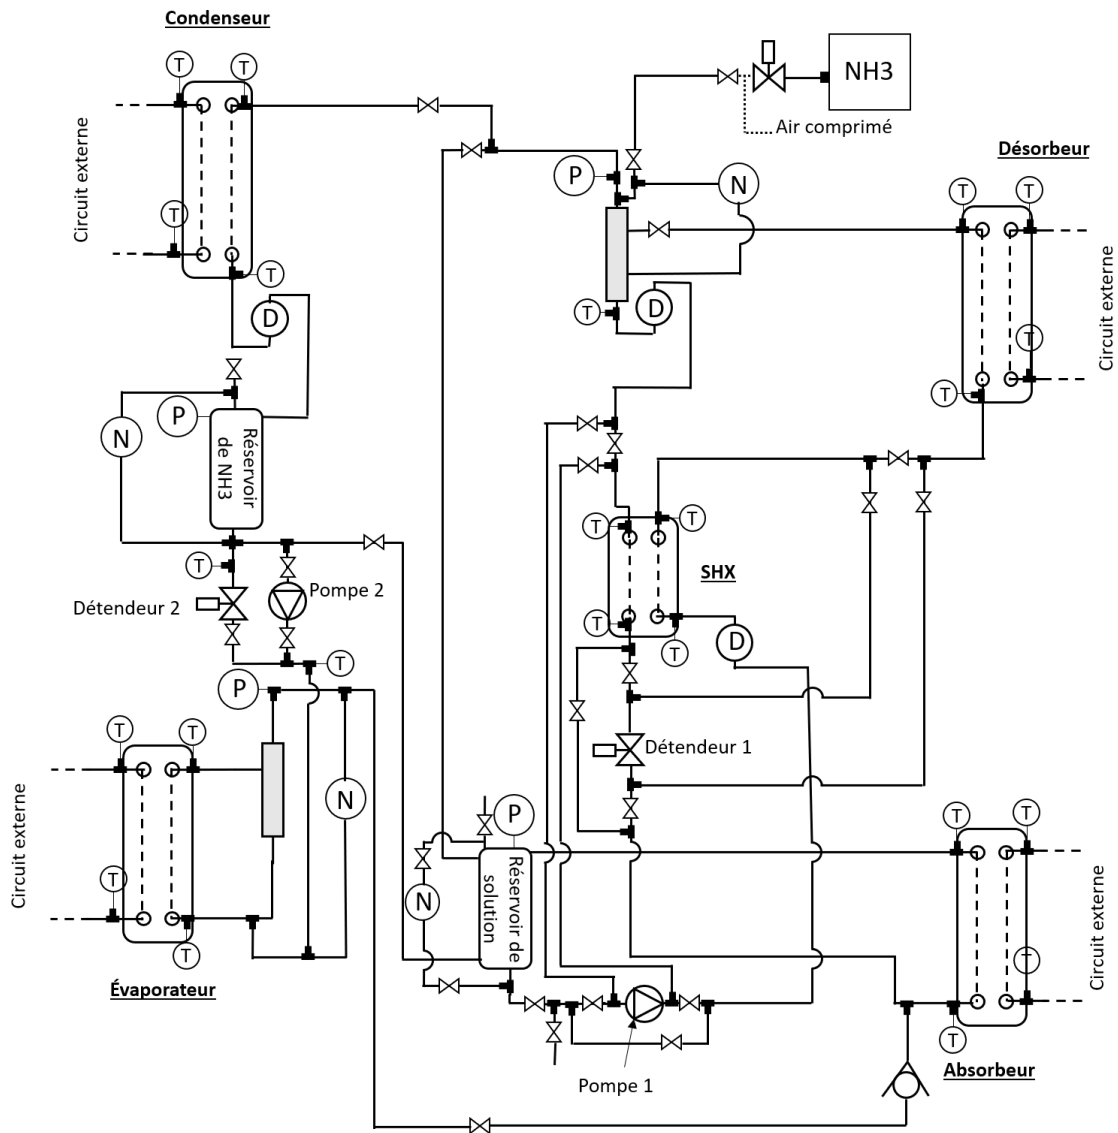 Condenseur
T
T
NH3
Air comprimé
Circuit externe
T
P
N
Désorbeur
T
T
T
D
T
D
Circuit externe
T
T
P
N
Réservoir
de NH3
T
T
T
SHX
Pompe 2
Détendeur 2
T
T
D
T
P
T
T
Détendeur 1
N
Circuit externe
P
T
T
Réservoir de
solution
N
T
T
Circuit externe
T
Évaporateur
T
Absorbeur
Pompe 1